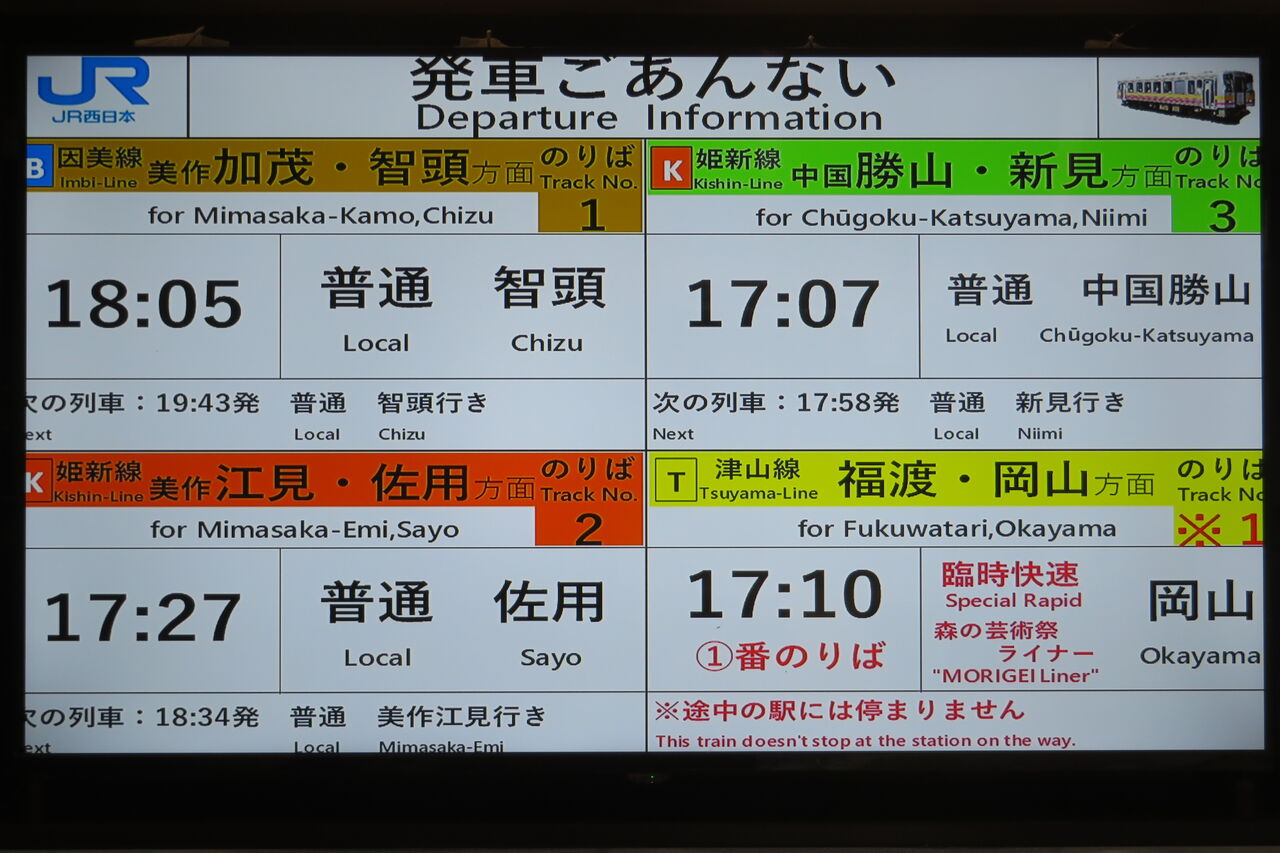 JR
JR西日本
発車ごあんない
Departure Information
B 因美線 美作加茂・智頭方面 のりば
Imbi-Line Track No.
for Mimasaka-Kamo,Chizu 1
18:05 普通 智頭
Local Chizu
次の列車：19:43発 普通 智頭行き
ext Local Chizu
K 姫新線 中国勝山・新見方面 のりば
Kishin-Line Track No
for Chūgoku-Katsuyama,Niimi 3
17:07 普通 中国勝山
Local Chūgoku-Katsuyama
次の列車：17:58発 普通 新見行き
Next Local Niimi
K 姫新線 美作江見・佐用方面 のりば
Kishin-Line Track No.
for Mimasaka-Emi,Sayo 2
17:27 普通 佐用
Local Sayo
次の列車：18:34発 普通 美作江見行き
ext Local Mimasaka-Emi
T 津山線 福渡・岡山方面 のりば
Tsuyama-Line Track No
for Fukuwatari,Okayama ※1
17:10 臨時快速 岡山
Special Rapid Okayama
①番のりば
森の芸術祭
ライナー
"MORIGEI Liner"
※途中の駅には停まりません
This train doesn't stop at the station on the way.